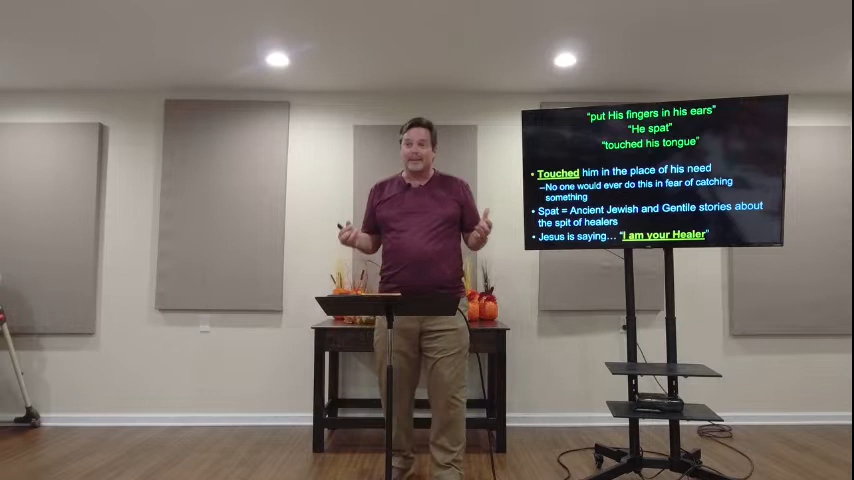 "put His fingers in his ears"
"He spat"
"touched his tongue"
• Touched him in the place of his need
–No one would ever do this in fear of catching
something
• Spat = Ancient Jewish and Gentile stories about
the spit of healers
• Jesus is saying… "I am your Healer"